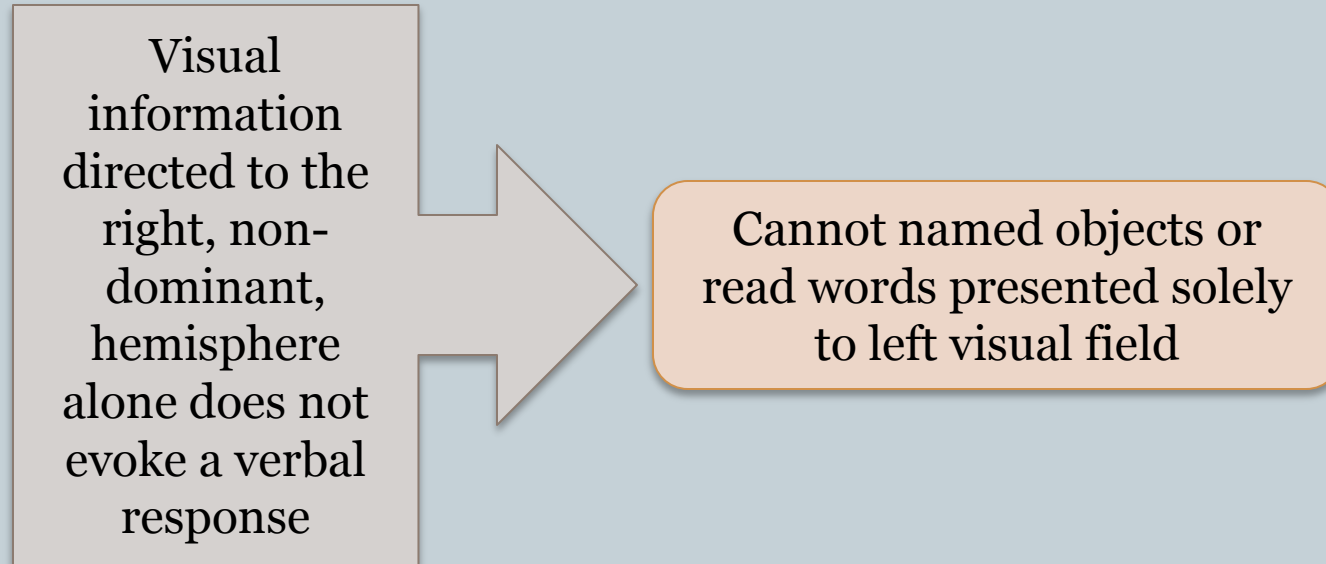 Visual
information
directed to the
right, non-
dominant,
hemisphere
alone does not
evoke a verbal
response
Cannot named objects or
read words presented solely
to left visual field